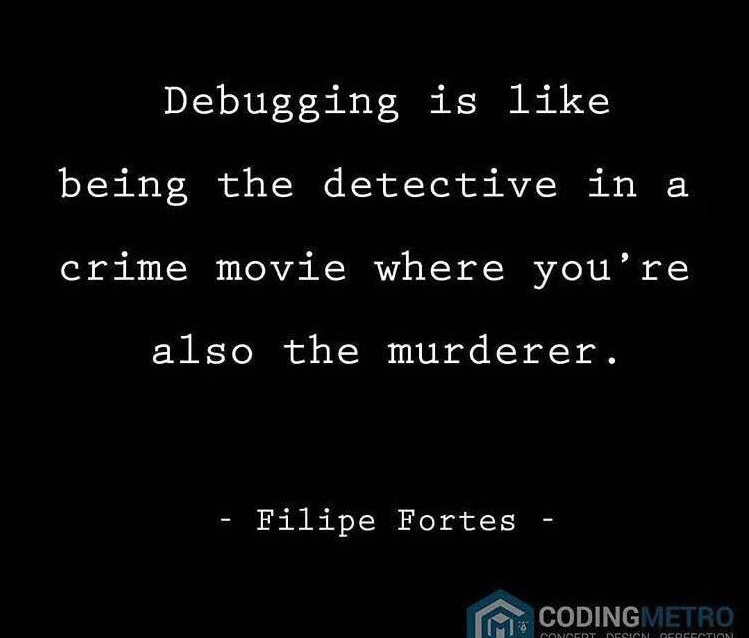 Debugging is like
being the detective in a
crime movie where you’re
also the murderer.
- Filipe Fortes -
CODINGMETRO
CONCEPT DESIGN PERFECTION